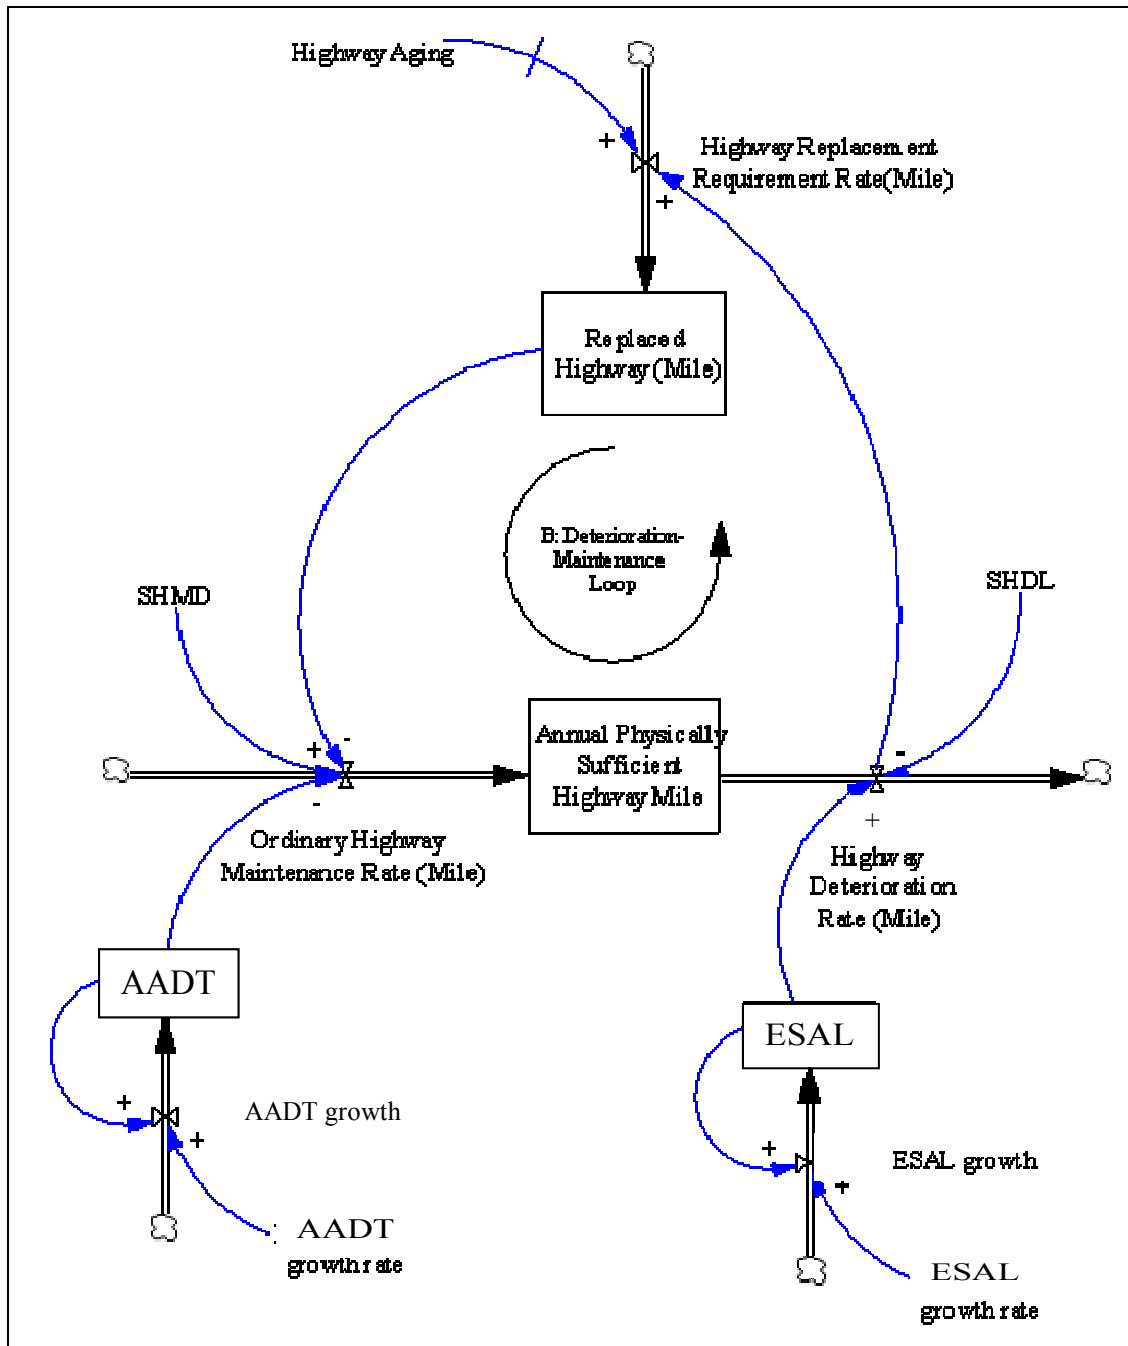 Highway Aging
+
Highway Replacement
Requirement Rate(Mile)
+
Replaced
Highway(Mile)
B: Deterioration-
Maintenance
Loop
SHMD
SHDL
+
-
Annual Physically
Sufficient
Highway Mile
-
-
+
Ordinary Highway
Maintenance Rate (Mile)
Highway
Deterioration
Rate (Mile)
AADT
ESAL
+
AADT growth
+
+
ESAL growth
+
AADT
growth rate
ESAL
growth rate